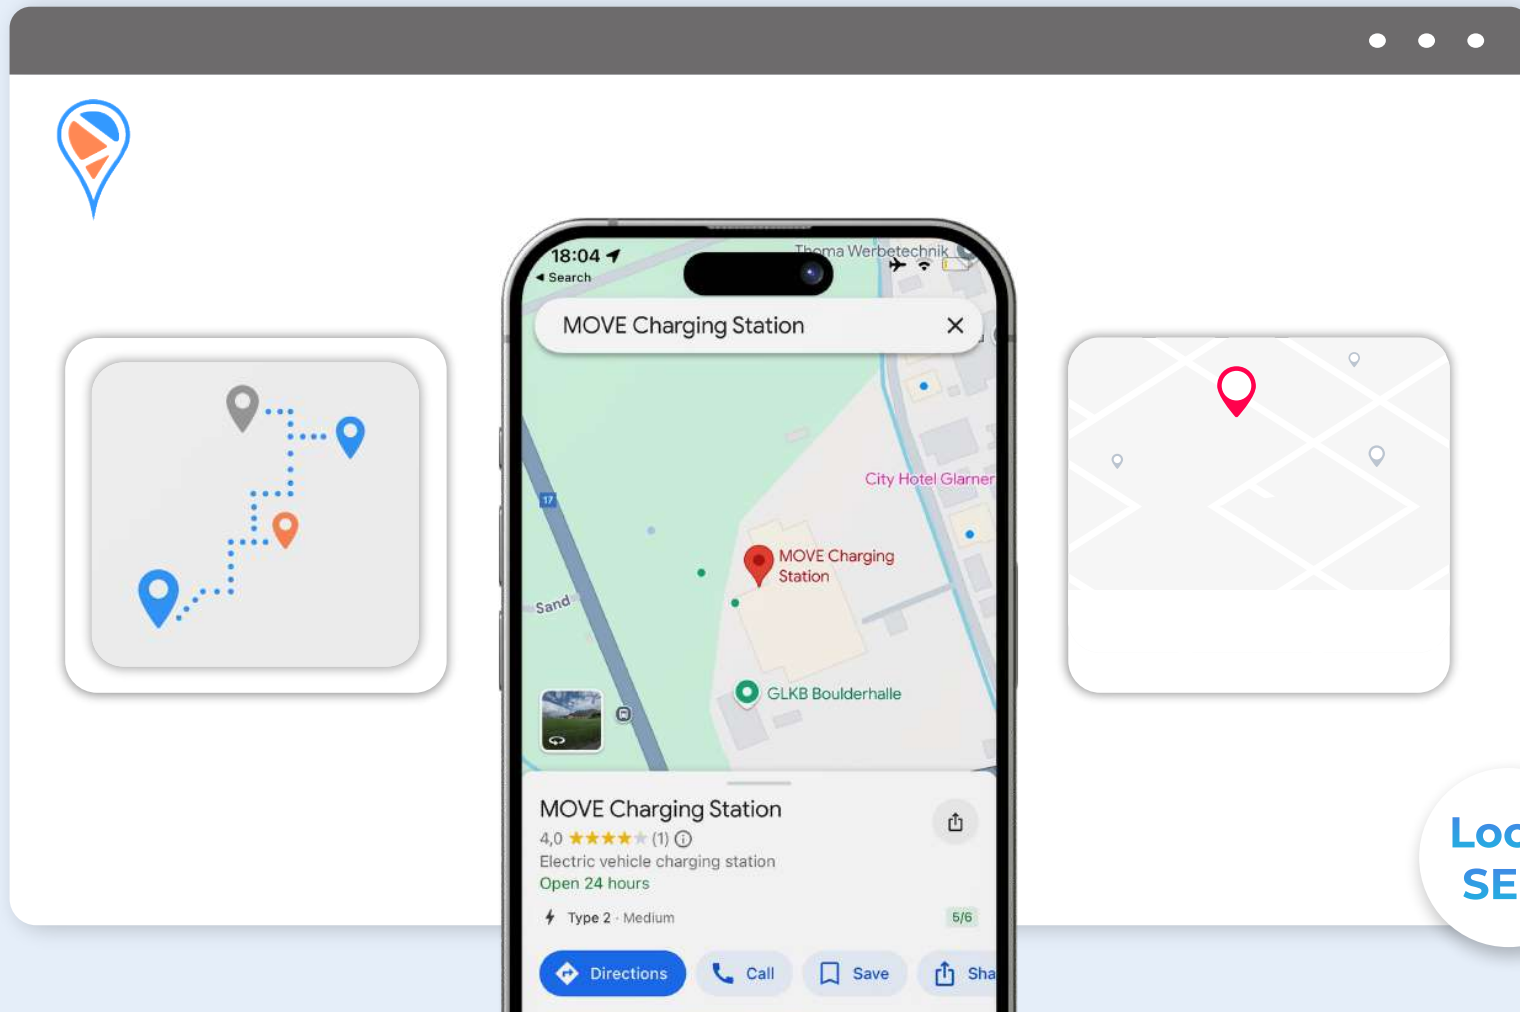 18:04
Search
Thoma Werbetechnik
MOVE Charging Station
City Hotel Glarner
17
MOVE Charging
Station
Sand
GLKB Boulderhalle
MOVE Charging Station
4,0 (1)
Electric vehicle charging station
Open 24 hours
Type 2 · Medium
5/6
Directions
Call
Save
Sha
Loc
SE